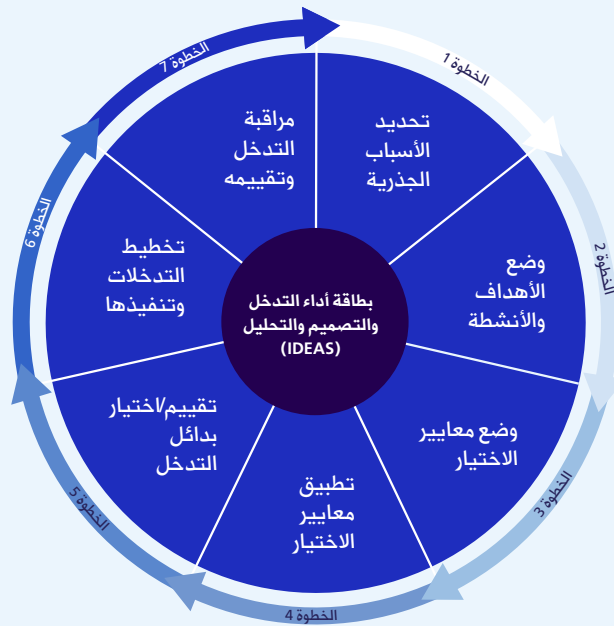 الخطوة 1
تحديد
الأسباب
الجذرية
الخطوة 2
وضع
الأهداف
والأنشطة
الخطوة 3
وضع معايير
الاختيار
الخطوة 4
تطبيق
معايير
الاختيار
الخطوة 5
تقييم/اختيار
بدائل
التدخل
الخطوة 6
تخطيط
التدخلات
وتنفيذها
الخطوة 7
مراقبة
التدخل
وتقييمه
بطاقة أداء التدخل
والتصميم والتحليل
(IDEAS)